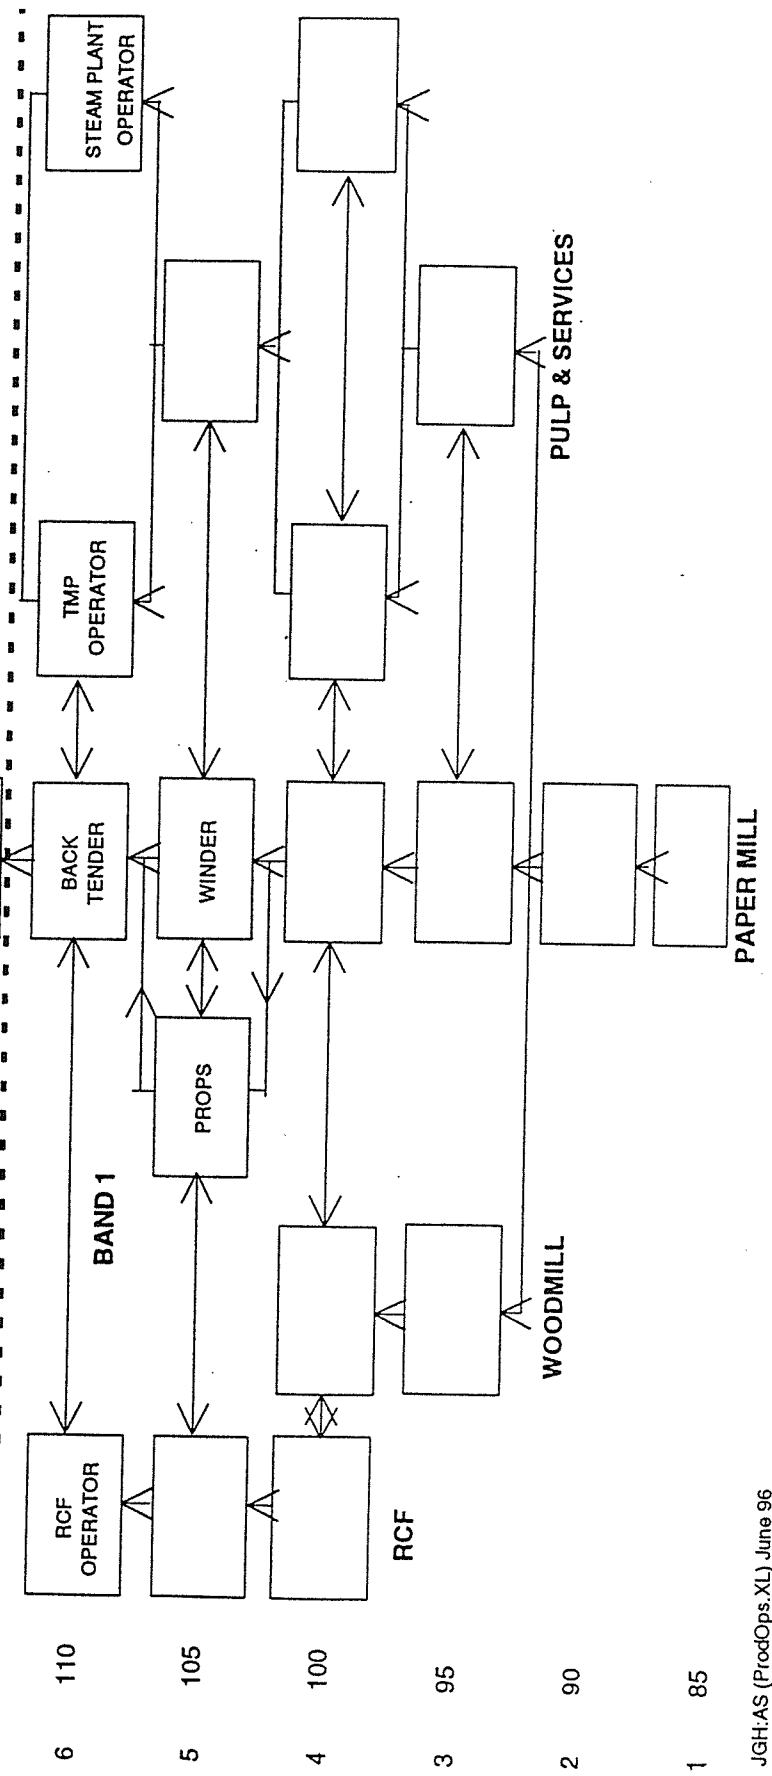 6 110 RCF
OPERATOR
BACK
TENDER
TMP
OPERATOR
STEAM PLANT
OPERATOR
BAND 1
5 105
PROPS
WINDER
4 100
RCF
3 95
WOODMILL
PULP & SERVICES
2 90
1 85
PAPER MILL
JGH:AS (ProdOps.XL) June 96